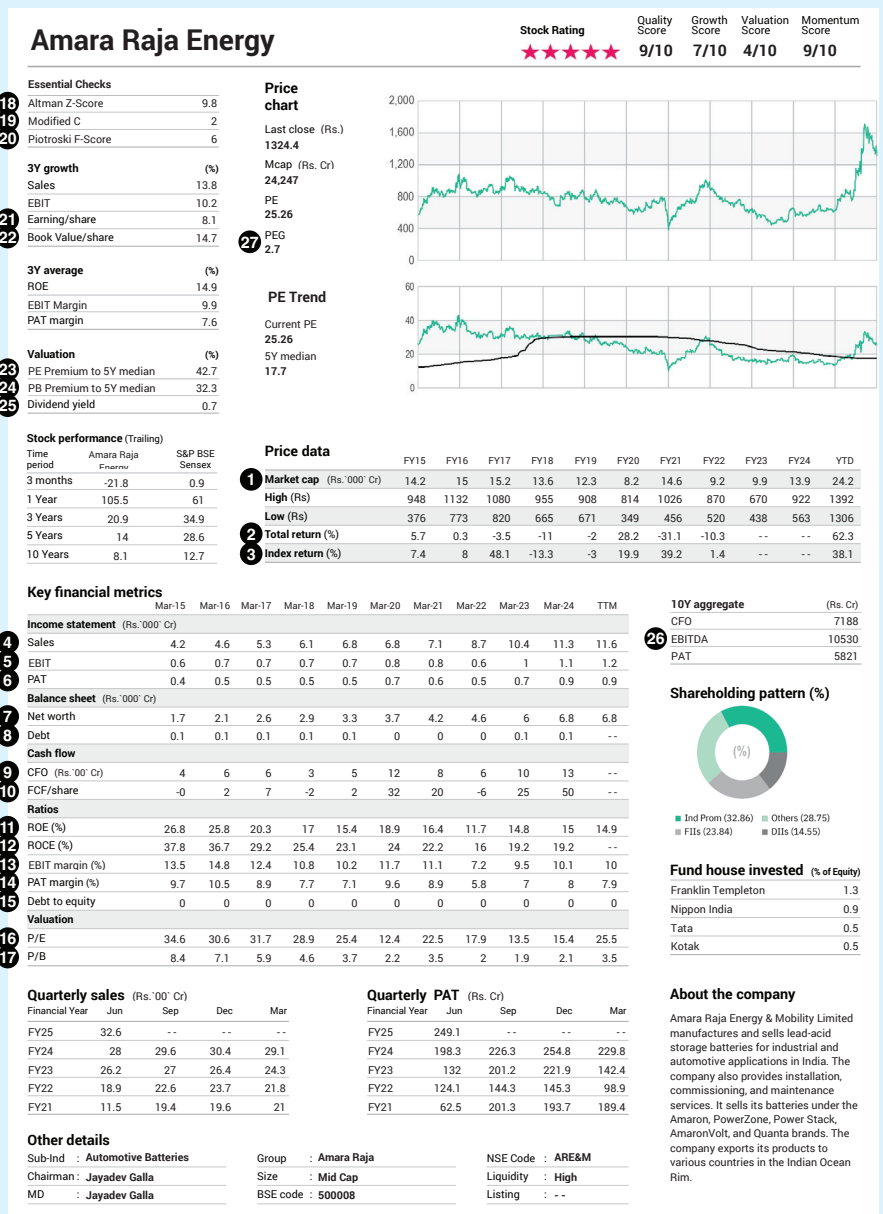 Amara Raja Energy
Stock Rating
Quality Score 9/10
Growth Score 7/10
Valuation Score 4/10
Momentum Score 9/10
Essential Checks
18 Altman Z-Score 9.8
19 Modified C 2
20 Piotroski F-Score 6
3Y growth (%)
Sales 13.8
EBIT 10.2
21 Earning/share 8.1
22 Book Value/share 14.7
3Y average (%)
ROE 14.9
EBIT Margin 9.9
PAT margin 7.6
Valuation (%)
23 PE Premium to 5Y median 42.7
24 PB Premium to 5Y median 32.3
25 Dividend yield 0.7
Price chart
Last close (Rs.)
1324.4
Mcap (Rs. Cr)
24,247
PE
25.26
27 PEG
2.7
2,000
1,600
1,200
800
400
0
PE Trend
Current PE
25.26
5Y median
17.7
60
40
20
0
Stock performance (Trailing)
Time period Amara Raja Energy S&P BSE Sensex
3 months -21.8 0.9
1 Year 105.5 61
3 Years 20.9 34.9
5 Years 14 28.6
10 Years 8.1 12.7
Price data FY15 FY16 FY17 FY18 FY19 FY20 FY21 FY22 FY23 FY24 YTD
1 Market cap (Rs.`000` Cr) 14.2 15 15.2 13.6 12.3 8.2 14.6 9.2 9.9 13.9 24.2
High (Rs) 948 1132 1080 955 908 814 1026 870 670 922 1392
Low (Rs) 376 773 820 665 671 349 456 520 438 563 1306
2 Total return (%) 5.7 0.3 -3.5 -11 -2 28.2 -31.1 -10.3 -- -- 62.3
3 Index return (%) 7.4 8 48.1 -13.3 -3 19.9 39.2 1.4 -- -- 38.1
Key financial metrics
Mar-15 Mar-16 Mar-17 Mar-18 Mar-19 Mar-20 Mar-21 Mar-22 Mar-23 Mar-24 TTM
Income statement (Rs.`000` Cr)
4 Sales 4.2 4.6 5.3 6.1 6.8 6.8 7.1 8.7 10.4 11.3 11.6
5 EBIT 0.6 0.7 0.7 0.7 0.7 0.8 0.8 0.6 1 1.1 1.2
6 PAT 0.4 0.5 0.5 0.5 0.5 0.7 0.6 0.5 0.7 0.9 0.9
Balance sheet (Rs.`000` Cr)
7 Net worth 1.7 2.1 2.6 2.9 3.3 3.7 4.2 4.6 6 6.8 6.8
8 Debt 0.1 0.1 0.1 0.1 0.1 0 0 0 0.1 0.1 --
Cash flow
9 CFO (Rs.`00` Cr) 4 6 6 3 5 12 8 6 10 13 --
10 FCF/share -0 2 7 -2 2 32 20 -6 25 50 --
Ratios
11 ROE (%) 26.8 25.8 20.3 17 15.4 18.9 16.4 11.7 14.8 15 14.9
12 ROCE (%) 37.8 36.7 29.2 25.4 23.1 24 22.2 16 19.2 19.2 --
13 EBIT margin (%) 13.5 14.8 12.4 10.8 10.2 11.7 11.1 7.2 9.5 10.1 10
14 PAT margin (%) 9.7 10.5 8.9 7.7 7.1 9.6 8.9 5.8 7 8 7.9
15 Debt to equity 0 0 0 0 0 0 0 0 0 0 0
Valuation
16 P/E 34.6 30.6 31.7 28.9 25.4 12.4 22.5 17.9 13.5 15.4 25.5
17 P/B 8.4 7.1 5.9 4.6 3.7 2.2 3.5 2 1.9 2.1 3.5
10Y aggregate (Rs. Cr)
CFO 7188
26 EBITDA 10530
PAT 5821
Shareholding pattern (%)
(%)
Ind Prom (32.86) Others (28.75)
FIIs (23.84) DIIs (14.55)
Fund house invested (% of Equity)
Franklin Templeton 1.3
Nippon India 0.9
Tata 0.5
Kotak 0.5
Quarterly sales (Rs.`00` Cr)
Financial Year Jun Sep Dec Mar
FY25 32.6 -- -- --
FY24 28 29.6 30.4 29.1
FY23 26.2 27 26.4 24.3
FY22 18.9 22.6 23.7 21.8
FY21 11.5 19.4 19.6 21
Quarterly PAT (Rs. Cr)
Financial Year Jun Sep Dec Mar
FY25 249.1 -- -- --
FY24 198.3 226.3 254.8 229.8
FY23 132 201.2 221.9 142.4
FY22 124.1 144.3 145.3 98.9
FY21 62.5 201.3 193.7 189.4
About the company
Amara Raja Energy & Mobility Limited
manufactures and sells lead-acid
storage batteries for industrial and
automotive applications in India. The
company also provides installation,
commissioning, and maintenance
services. It sells its batteries under the
Amaron, PowerZone, Power Stack,
AmaronVolt, and Quanta brands. The
company exports its products to
various countries in the Indian Ocean
Rim.
Other details
Sub-Ind : Automotive Batteries
Chairman : Jayadev Galla
MD : Jayadev Galla
Group : Amara Raja
Size : Mid Cap
BSE code : 500008
NSE Code : ARE&M
Liquidity : High
Listing : --